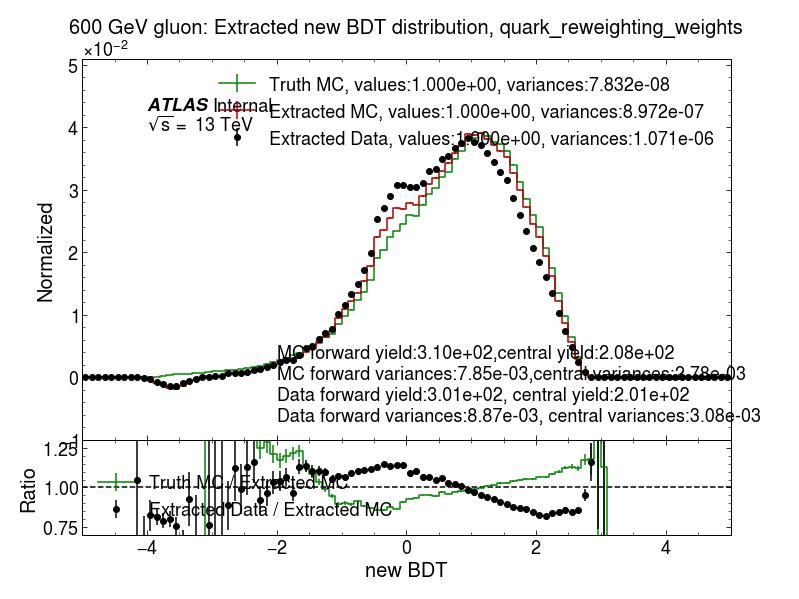 600 GeV gluon: Extracted new BDT distribution, quark_reweighting_weights
×10⁻²
Truth MC, values:1.000e+00, variances:7.832e-08
ATLAS Internal
Extracted MC, values:1.000e+00, variances:8.972e-07
√s = 13 TeV
Extracted Data, values:1.000e+00, variances:1.071e-06
5
4
3
2
1
0
−1
Normalized
MC forward yield:3.10e+02,central yield:2.08e+02
MC forward variances:7.85e-03,central variances:2.78e-03
Data forward yield:3.01e+02, central yield:2.01e+02
Data forward variances:8.87e-03, central variances:3.08e-03
1.25
1.00
0.75
Ratio
Truth MC / Extracted MC
Extracted Data / Extracted MC
−4 −2 0 2 4
new BDT